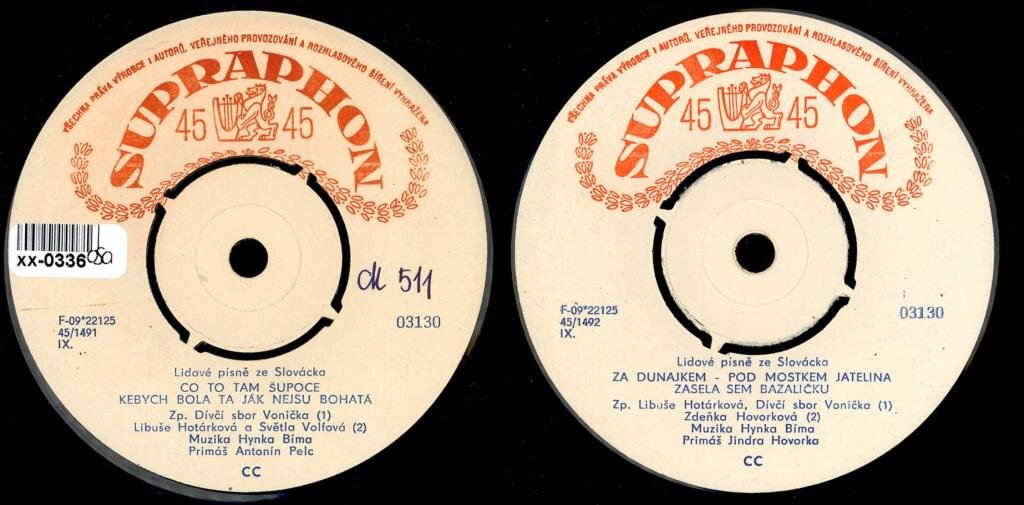 VŠECHNA PRÁVA VÝROBCE I AUTORŮ, VEŘEJNÉHO PROVOZOVÁNÍ A ROZHLASOVÉHO ŠÍŘENÍ VYHRAŽENA
SUPRAPHON
45 45
xx-0336
dk 511
F-09*22125
45/1491
IX.
03130
Lidové písně ze Slovácka
CO TO TAM ŠUPOCE
KEBYCH BOLA TA JÁK NEJSU BOHATÁ
Zp. Dívčí sbor Vonička (1)
Libuše Hotárková a Světla Volfová (2)
Muzika Hynka Bíma
Primáš Antonín Pelc
CC
VŠECHNA PRÁVA VÝROBCE I AUTORŮ, VEŘEJNÉHO PROVOZOVÁNÍ A ROZHLASOVÉHO ŠÍŘENÍ VYHRAŽENA
SUPRAPHON
45 45
F-09*22125
45/1492
IX.
03130
Lidové písně ze Slovácka
ZA DUNAJKEM - POD MOSTKEM JATELINA
ZASELA SEM BAZALIČKU
Zp. Libuše Hotárková, Dívčí sbor Vonička (1)
Zdeňka Hovorková (2)
Muzika Hynka Bíma
Primáš Jindra Hovorka
CC